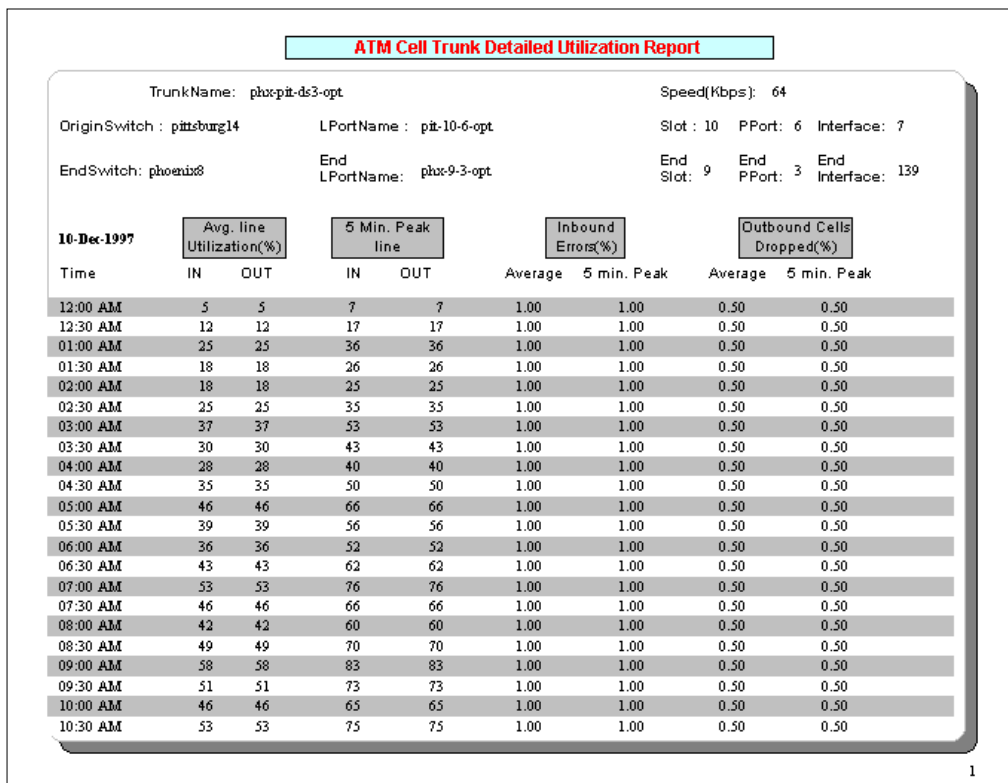 ATM Cell Trunk Detailed Utilization Report
TrunkName: phx-pit-ds3-opt Speed(Kbps): 64
OriginSwitch : pittsburg14 LPortName : pit-10-6-opt Slot : 10 PPort: 6 Interface: 7
EndSwitch: phoenix8 End LPortName: phx-9-3-opt End Slot: 9 End PPort: 3 End Interface: 139
10-Dec-1997 Avg. line Utilization(%) 5 Min. Peak line Inbound Errors(%) Outbound Cells Dropped(%)
Time IN OUT IN OUT Average 5 min. Peak Average 5 min. Peak
12:00 AM 5 5 7 7 1.00 1.00 0.50 0.50
12:30 AM 12 12 17 17 1.00 1.00 0.50 0.50
01:00 AM 25 25 36 36 1.00 1.00 0.50 0.50
01:30 AM 18 18 26 26 1.00 1.00 0.50 0.50
02:00 AM 18 18 25 25 1.00 1.00 0.50 0.50
02:30 AM 25 25 35 35 1.00 1.00 0.50 0.50
03:00 AM 37 37 53 53 1.00 1.00 0.50 0.50
03:30 AM 30 30 43 43 1.00 1.00 0.50 0.50
04:00 AM 28 28 40 40 1.00 1.00 0.50 0.50
04:30 AM 35 35 50 50 1.00 1.00 0.50 0.50
05:00 AM 46 46 66 66 1.00 1.00 0.50 0.50
05:30 AM 39 39 56 56 1.00 1.00 0.50 0.50
06:00 AM 36 36 52 52 1.00 1.00 0.50 0.50
06:30 AM 43 43 62 62 1.00 1.00 0.50 0.50
07:00 AM 53 53 76 76 1.00 1.00 0.50 0.50
07:30 AM 46 46 66 66 1.00 1.00 0.50 0.50
08:00 AM 42 42 60 60 1.00 1.00 0.50 0.50
08:30 AM 49 49 70 70 1.00 1.00 0.50 0.50
09:00 AM 58 58 83 83 1.00 1.00 0.50 0.50
09:30 AM 51 51 73 73 1.00 1.00 0.50 0.50
10:00 AM 46 46 65 65 1.00 1.00 0.50 0.50
10:30 AM 53 53 75 75 1.00 1.00 0.50 0.50
1